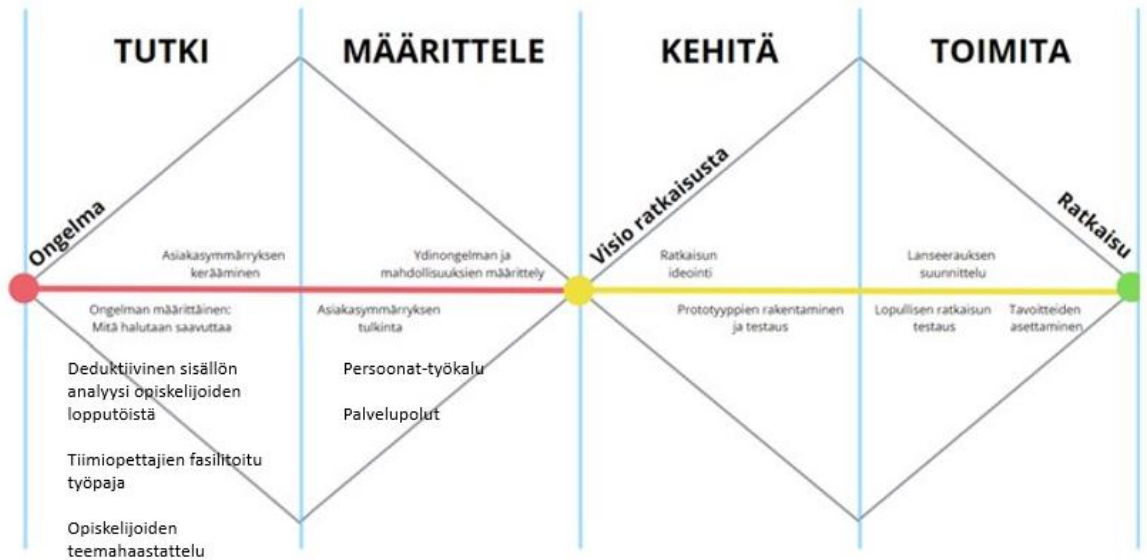 TUTKI
MÄÄRITTELE
KEHITÄ
TOIMITA
Ongelma
Visio ratkaisusta
Ratkaisu
Asiakasymmärryksen
kerääminen
Ydinongelman ja
mahdollisuuksien määrittely
Ratkaisun
ideointi
Lanseerauksen
suunnittelu
Ongelman määrittäinen:
Mitä halutaan saavuttaa
Asiakasymmärryksen
tulkinta
Prototyyppien rakentaminen
ja testaus
Lopullisen ratkaisun
testaus
Tavoitteiden
asettaminen
Deduktiivinen sisällön
analyysi opiskelijoiden
lopputöistä
Tiimiopettajien fasilitoitu
työpaja
Opiskelijoiden
teemahaastattelu
Persoonat-työkalu
Palvelupolut